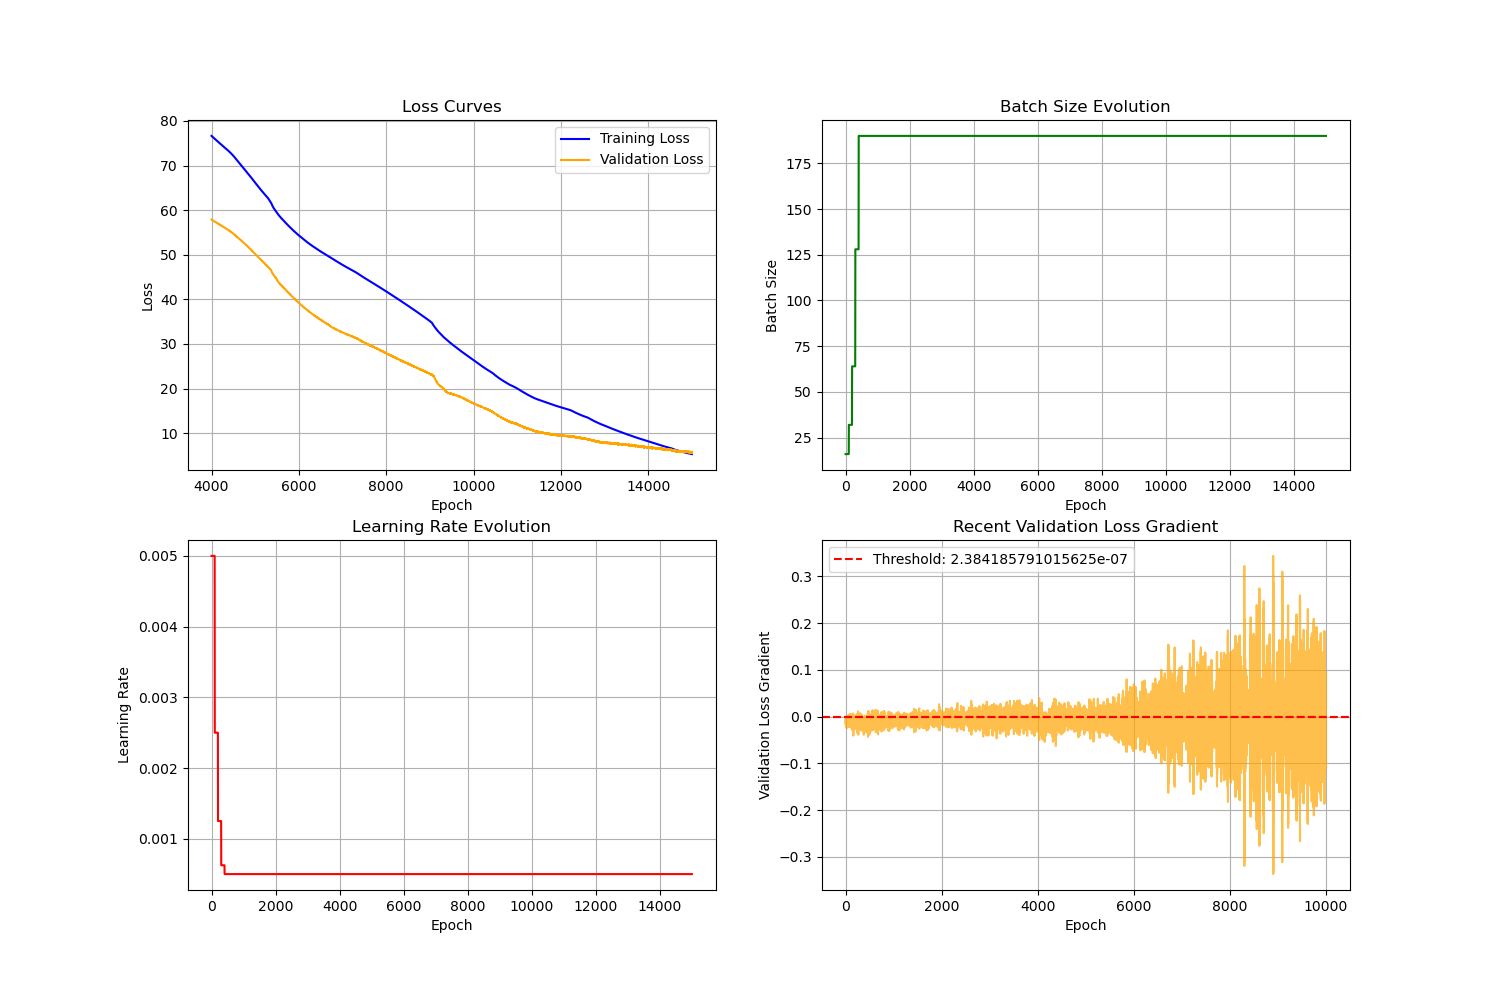 Loss Curves
80
70
60
50
40
30
20
10
Loss
Training Loss
Validation Loss
4000 6000 8000 10000 12000 14000
Epoch
Batch Size Evolution
175
150
125
100
75
50
25
Batch Size
0 2000 4000 6000 8000 10000 12000 14000
Epoch
Learning Rate Evolution
0.005
0.004
0.003
0.002
0.001
Learning Rate
0 2000 4000 6000 8000 10000 12000 14000
Epoch
Recent Validation Loss Gradient
Threshold: 2.384185791015625e-07
0.3
0.2
0.1
0.0
−0.1
−0.2
−0.3
Validation Loss Gradient
0 2000 4000 6000 8000 10000
Epoch